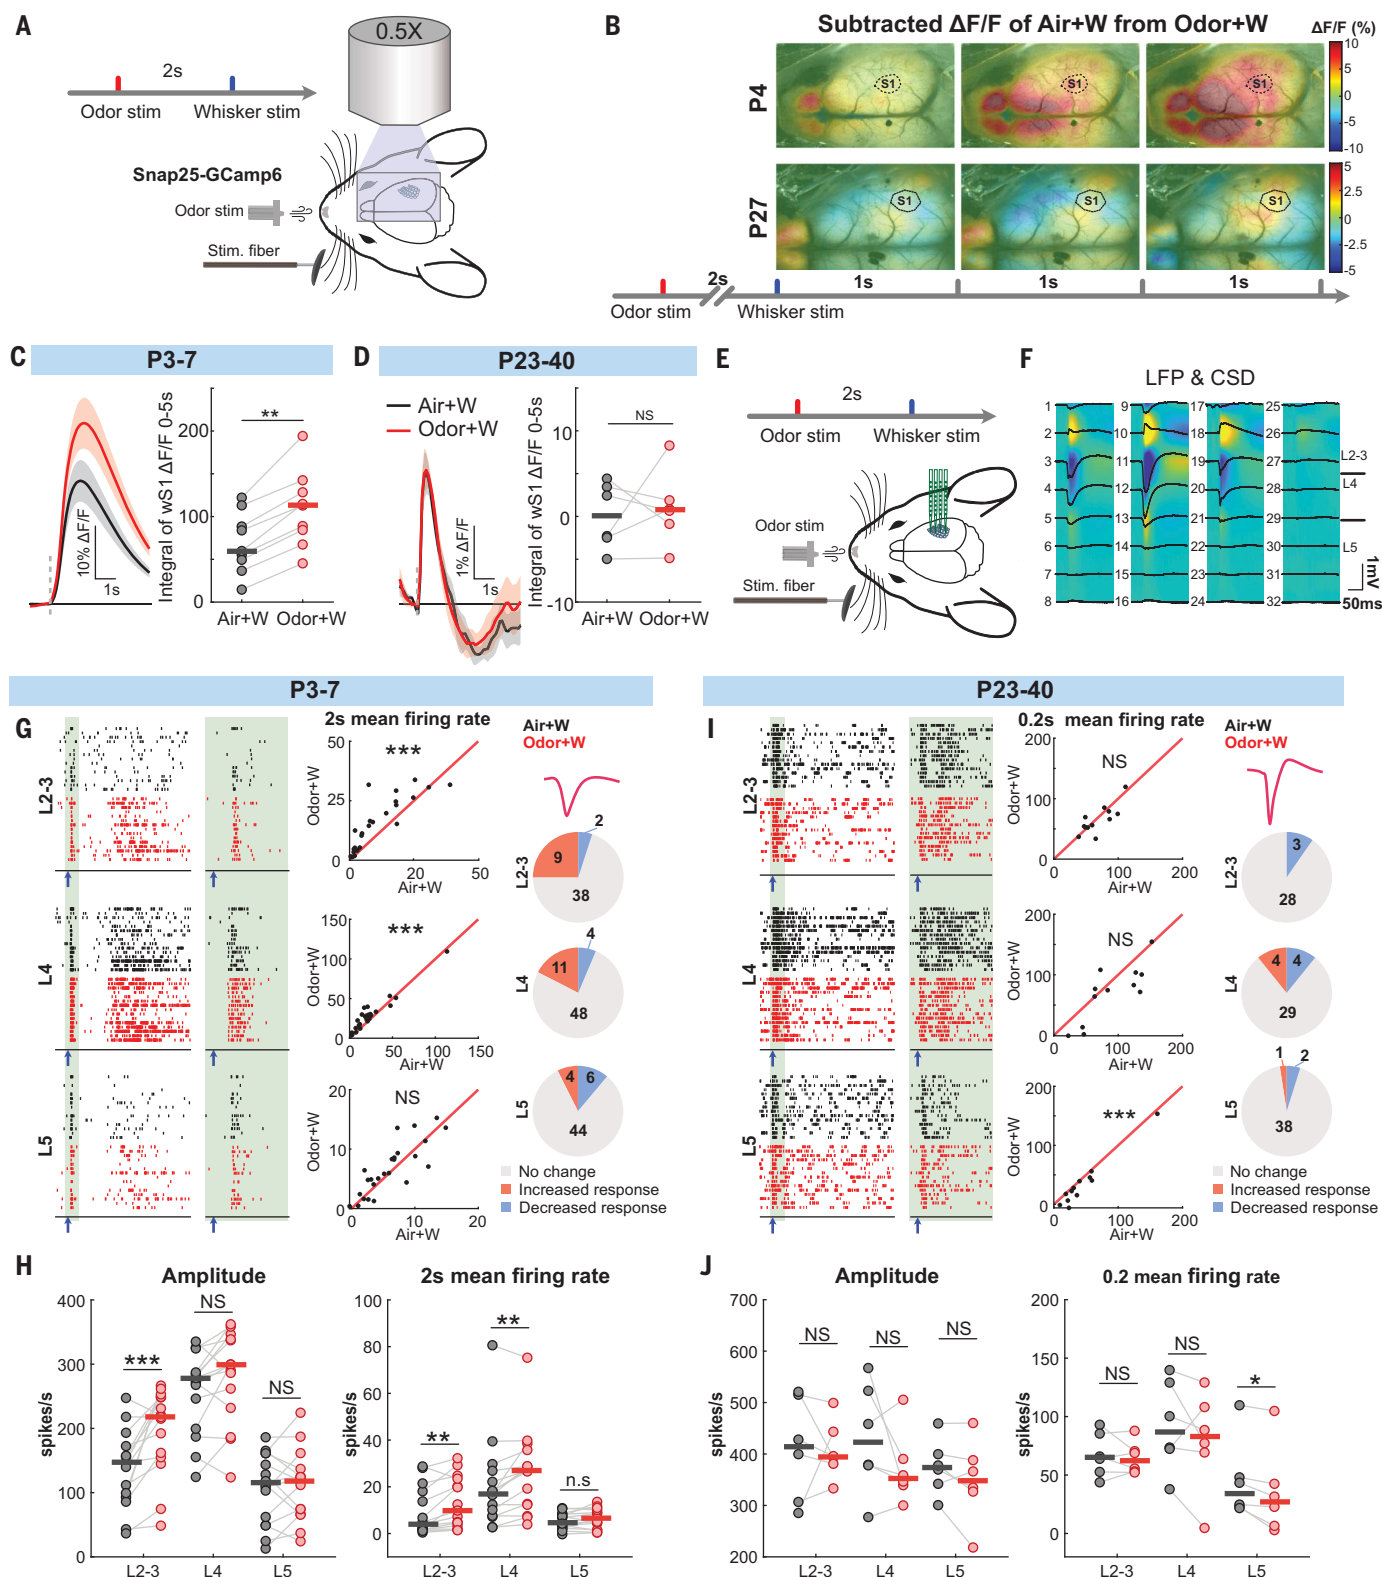 A
0.5X
2s
Odor stim
Whisker stim
Snap25-GCamp6
Odor stim
Stim. fiber
B
Subtracted ΔF/F of Air+W from Odor+W
ΔF/F (%)
P4
S1
S1
S1
10
5
0
-5
-10
P27
S1
S1
S1
5
2.5
0
-2.5
-5
2s
1s
1s
1s
Odor stim
Whisker stim
C
P3-7
Integral of wS1 ΔF/F 0-5s
**
200
100
0
10% ΔF/F
1s
Air+W
Odor+W
D
P23-40
Air+W
Odor+W
1% ΔF/F
1s
Integral of wS1 ΔF/F 0-5s
NS
10
0
-10
Air+W
Odor+W
E
2s
Odor stim
Whisker stim
Odor stim
Stim. fiber
F
LFP & CSD
1 9 17 25
2 10 18 26
3 11 19 27
4 12 20 28
5 13 21 29
6 14 22 30
7 15 23 31
8 16 24 32
L2-3
L4
L5
1mV
50ms
P3-7
G
L2-3
L4
L5
2s mean firing rate
***
Odor+W
50
25
0
0 20 50
Air+W
***
Odor+W
150
100
50
0
0 50 100 150
Air+W
NS
Odor+W
20
10
0
0 10 20
Air+W
Air+W
Odor+W
L2-3
9
2
38
L4
11
4
48
L5
4
6
44
No change
Increased response
Decreased response
P23-40
I
L2-3
L4
L5
0.2s mean firing rate
NS
Odor+W
200
100
0
0 100 200
Air+W
NS
Odor+W
200
100
0
0 100 200
Air+W
***
Odor+W
200
100
0
0 100 200
Air+W
Air+W
Odor+W
L2-3
3
28
L4
4
4
29
L5
1
2
38
No change
Increased response
Decreased response
H
Amplitude
spikes/s
400
300
200
100
0
***
NS
NS
L2-3 L4 L5
2s mean firing rate
spikes/s
100
80
60
40
20
0
**
**
n.s
L2-3 L4 L5
J
Amplitude
spikes/s
700
600
500
400
300
200
NS
NS
NS
L2-3 L4 L5
0.2 mean firing rate
spikes/s
200
150
100
50
0
NS
NS
*
L2-3 L4 L5